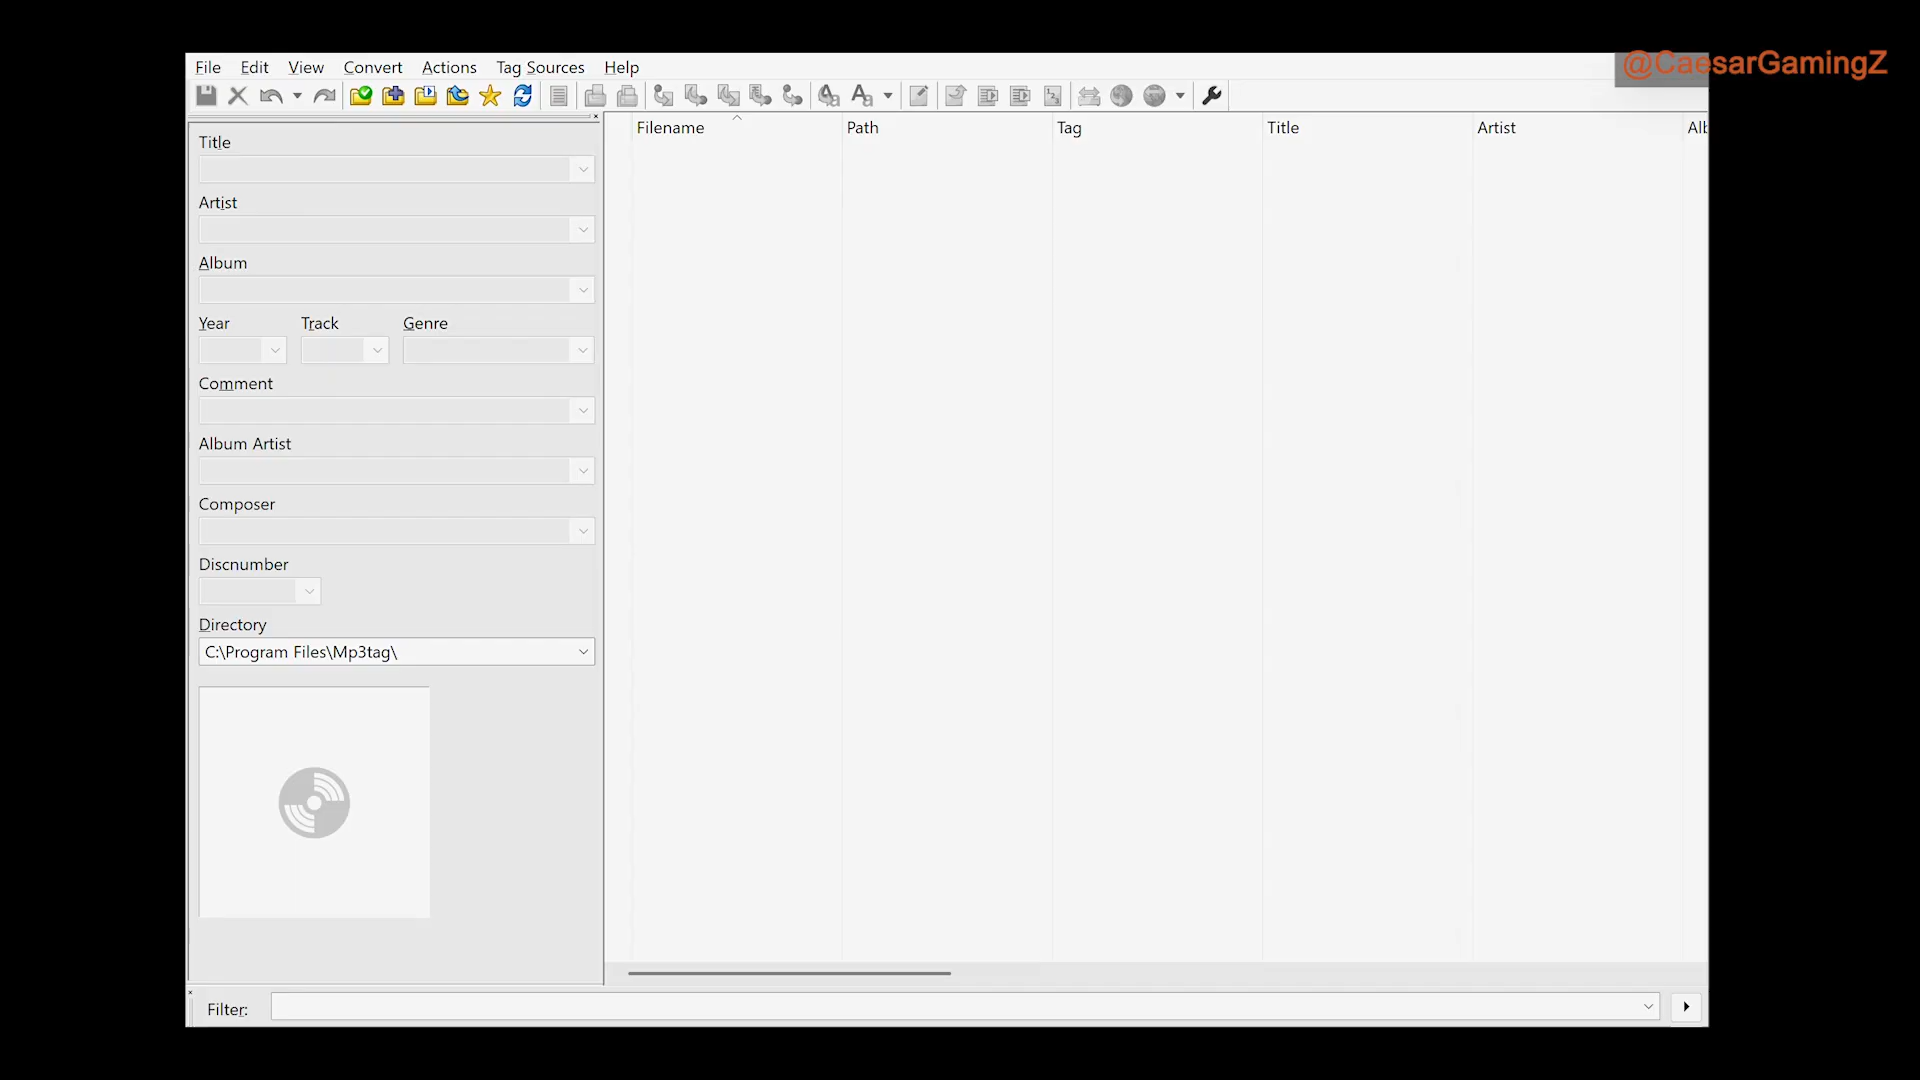 @CaesarGamingZ
File Edit View Convert Actions Tag Sources Help
Filename Path Tag Title Artist Alb
Title
Artist
Album
Year Track Genre
Comment
Album Artist
Composer
Discnumber
Directory
C:\Program Files\Mp3tag\
Filter: